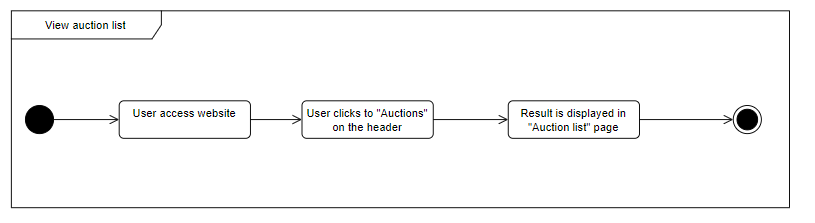 View auction list
User access website
User clicks to "Auctions"
on the header
Result is displayed in
"Auction list" page